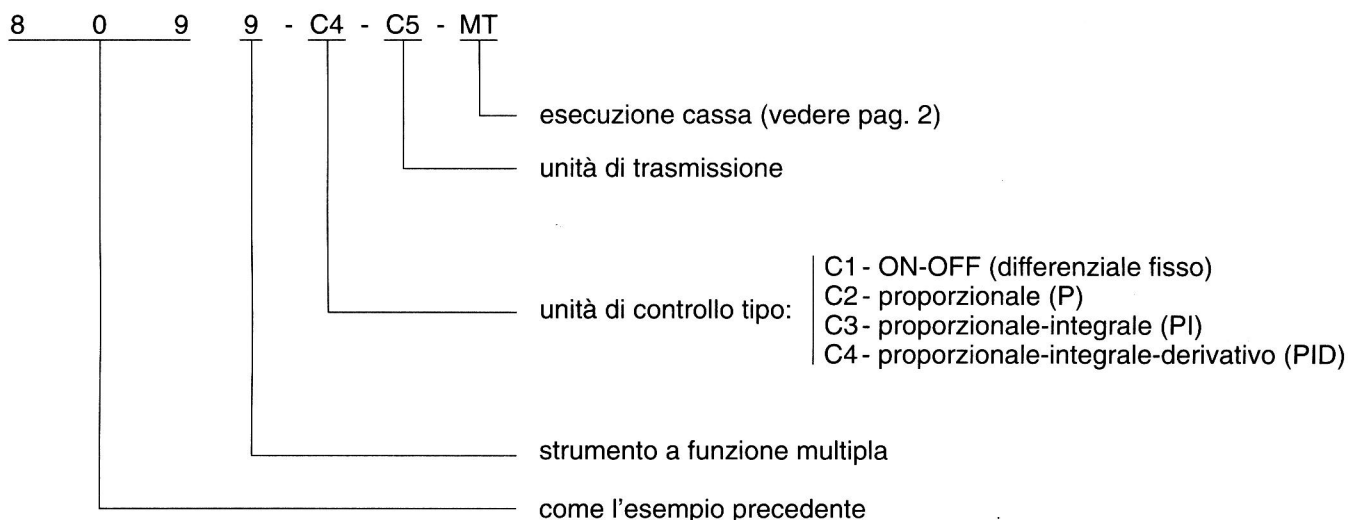 8 0 9 9 - C4 - C5 - MT
esecuzione cassa (vedere pag. 2)
unità di trasmissione
unità di controllo tipo:
C1 - ON-OFF (differenziale fisso)
C2 - proporzionale (P)
C3 - proporzionale-integrale (PI)
C4 - proporzionale-integrale-derivativo (PID)
strumento a funzione multipla
come l'esempio precedente